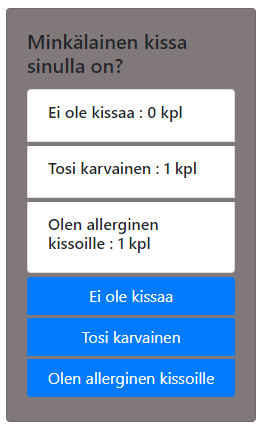 Minkälainen kissa
sinulla on?
Ei ole kissaa : 0 kpl
Tosi karvainen : 1 kpl
Olen allerginen
kissoille : 1 kpl
Ei ole kissaa
Tosi karvainen
Olen allerginen kissoille